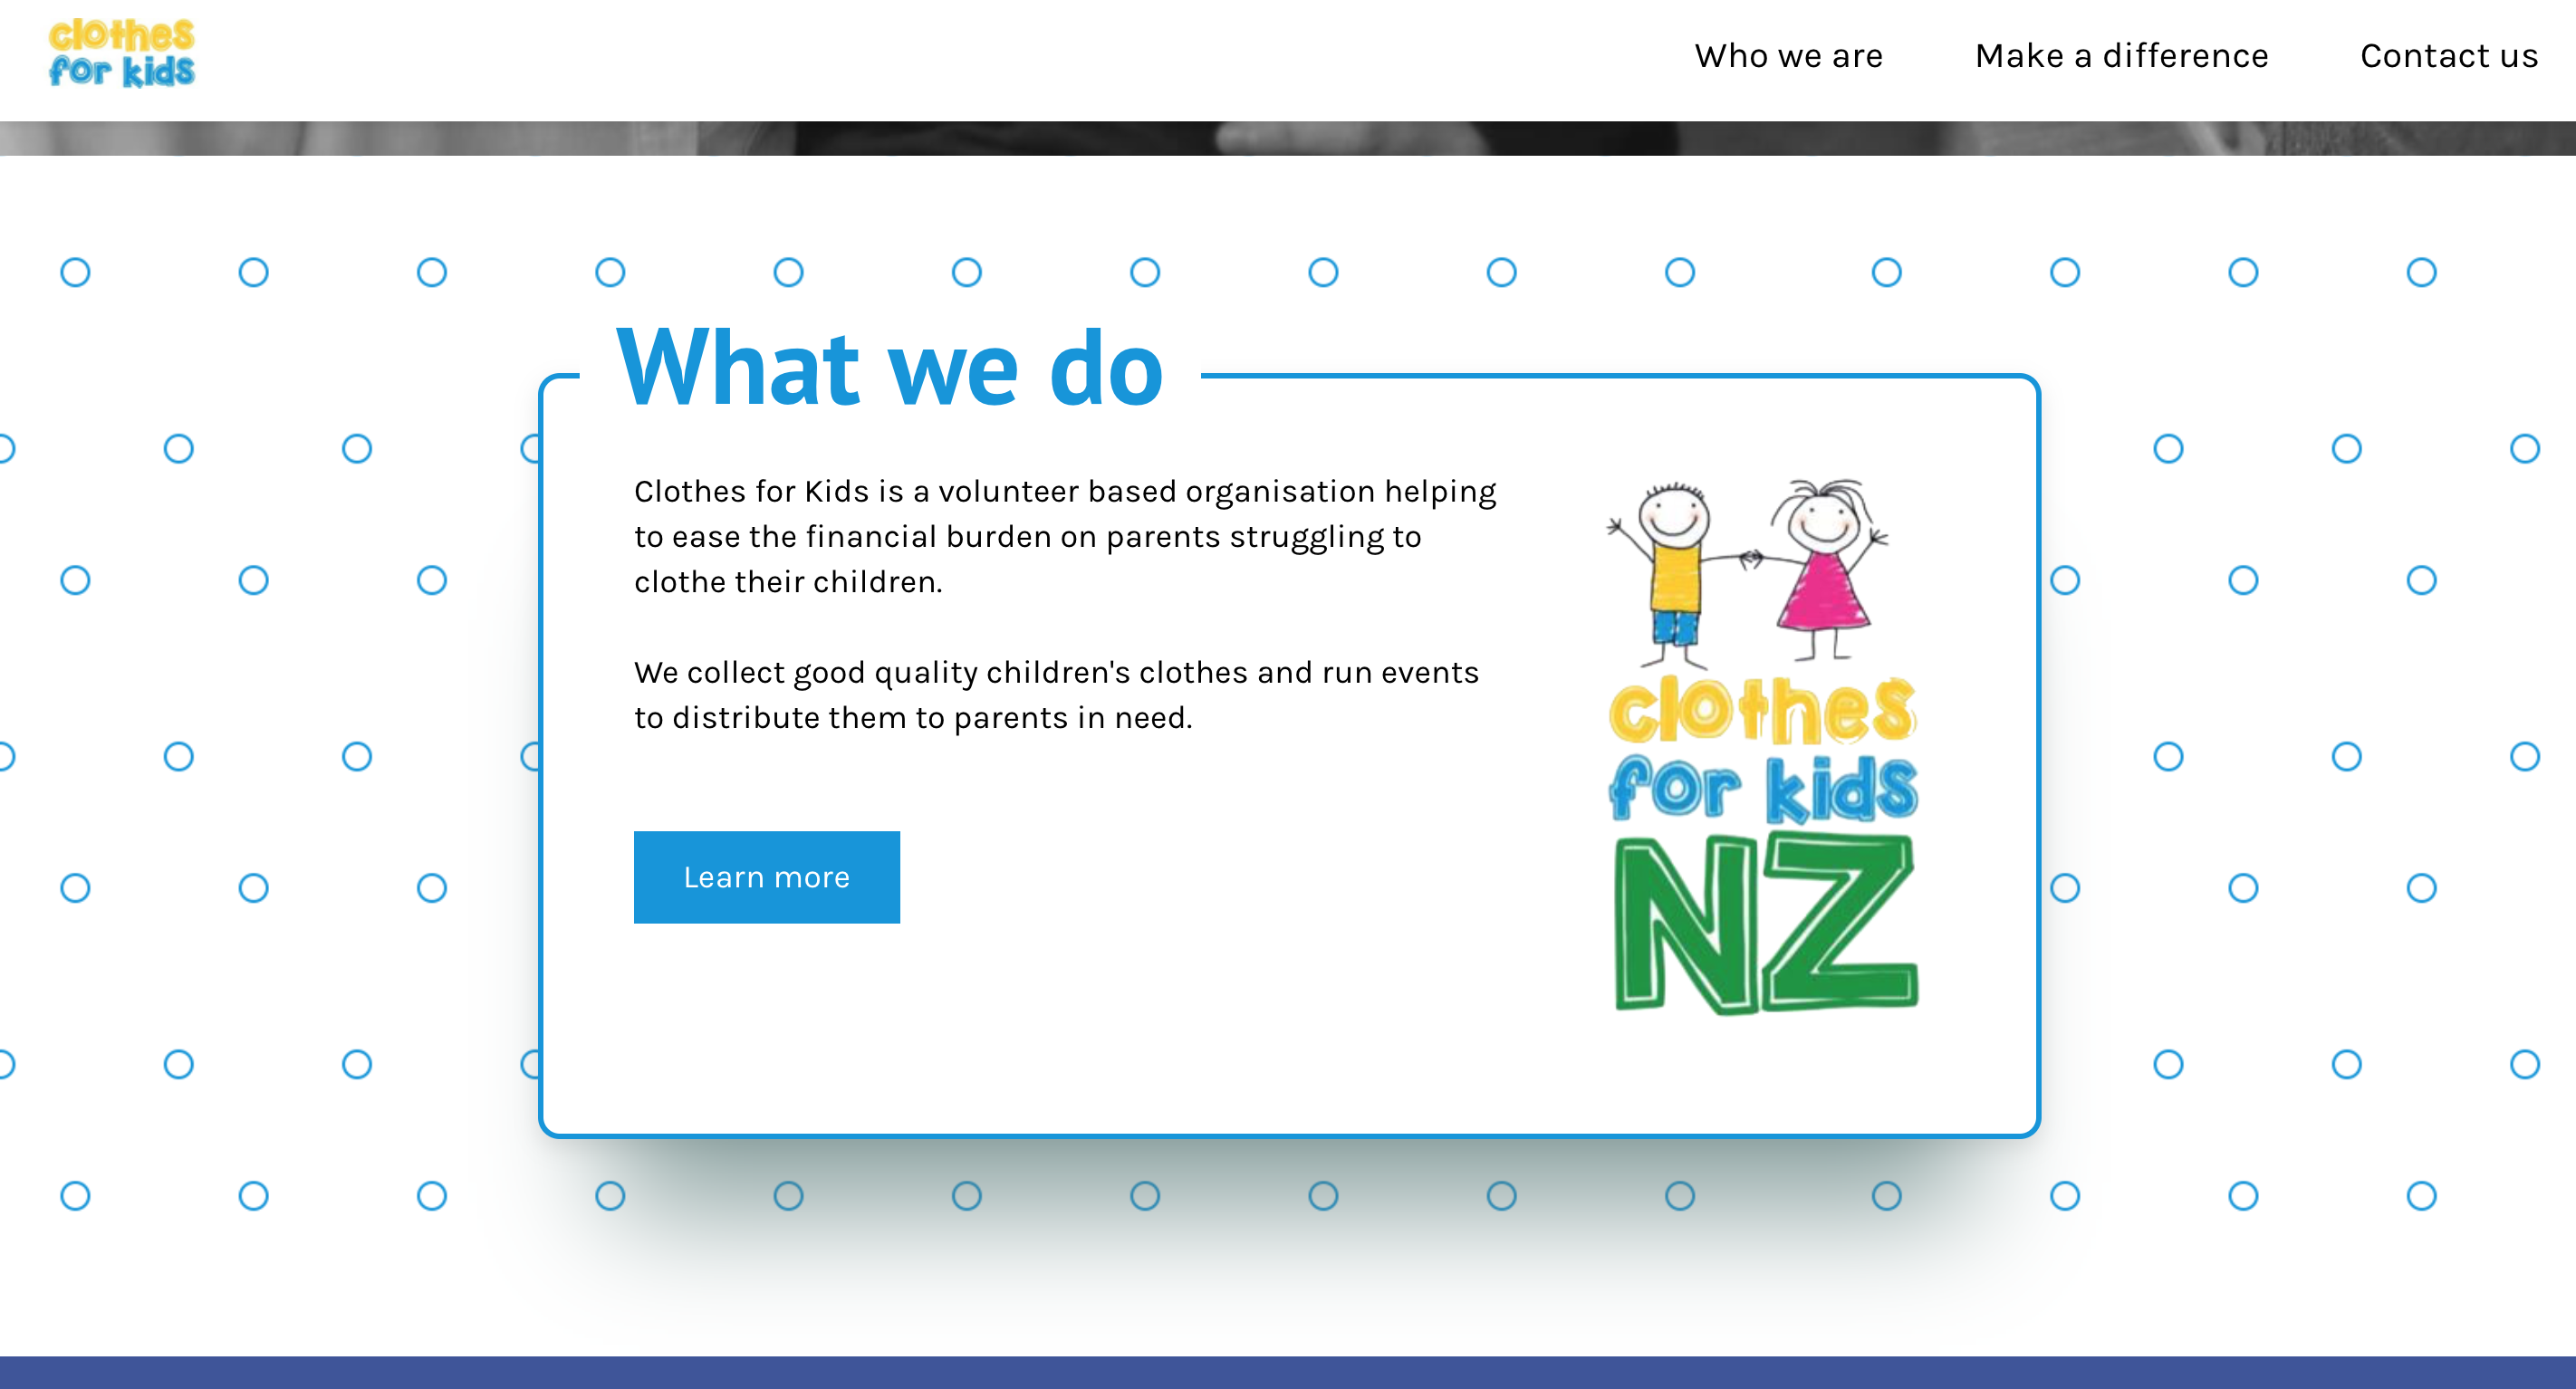 clothes
for kids
Who we are
Make a difference
Contact us
What we do
Clothes for Kids is a volunteer based organisation helping
to ease the financial burden on parents struggling to
clothe their children.
We collect good quality children's clothes and run events
to distribute them to parents in need.
Learn more
clothes
for kids
NZ